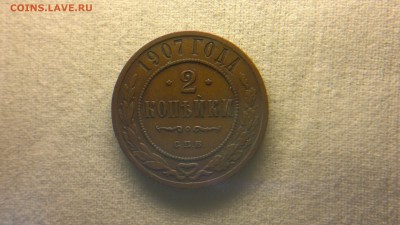 COINS.LAVE.RU
1907 ГОДА
2
КОПѢЙКИ
С.П.Б.